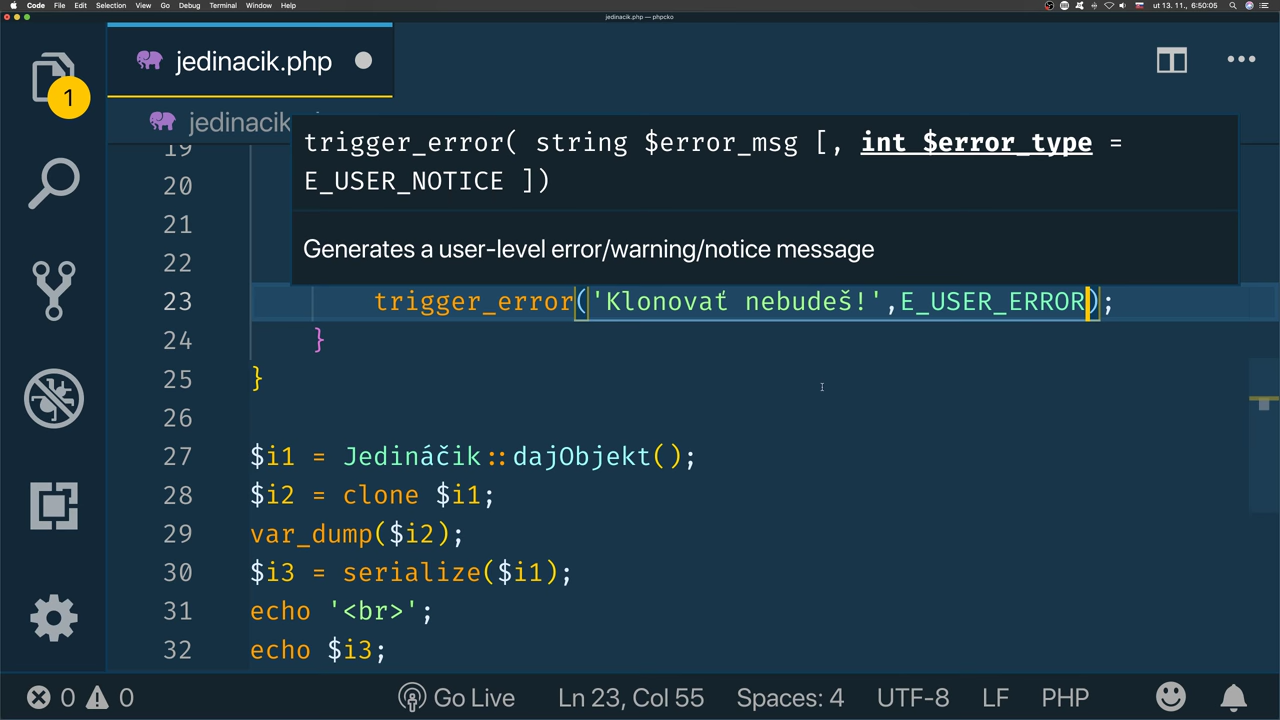 Code File Edit Selection View Go Debug Terminal Window Help ut 13. 11., 6:50:05
jedinacik.php — phpcko
jedinacik.php
1
jedinacik
trigger_error( string $error_msg [, int $error_type =
E_USER_NOTICE ])
Generates a user-level error/warning/notice message
19
20
21
22
23 trigger_error('Klonovať nebudeš!',E_USER_ERROR);
24 }
25 }
26
27 $i1 = Jedináčik::dajObjekt();
28 $i2 = clone $i1;
29 var_dump($i2);
30 $i3 = serialize($i1);
31 echo '<br>';
32 echo $i3;
0 0 Go Live Ln 23, Col 55 Spaces: 4 UTF-8 LF PHP